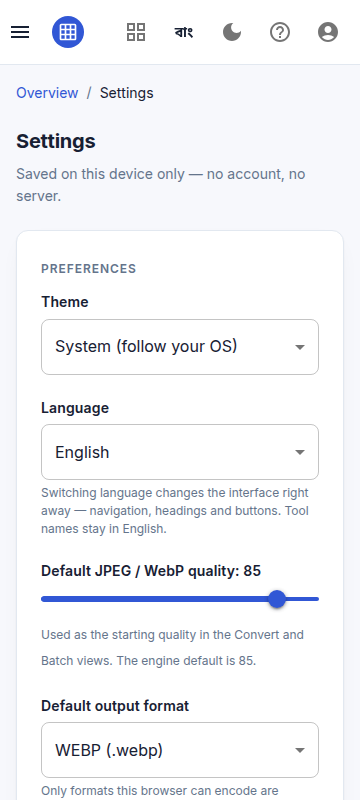 বাং
Overview / Settings
Settings
Saved on this device only — no account, no
server.
PREFERENCES
Theme
System (follow your OS)
Language
English
Switching language changes the interface right
away — navigation, headings and buttons. Tool
names stay in English.
Default JPEG / WebP quality: 85
Used as the starting quality in the Convert and
Batch views. The engine default is 85.
Default output format
WEBP (.webp)
Only formats this browser can encode are